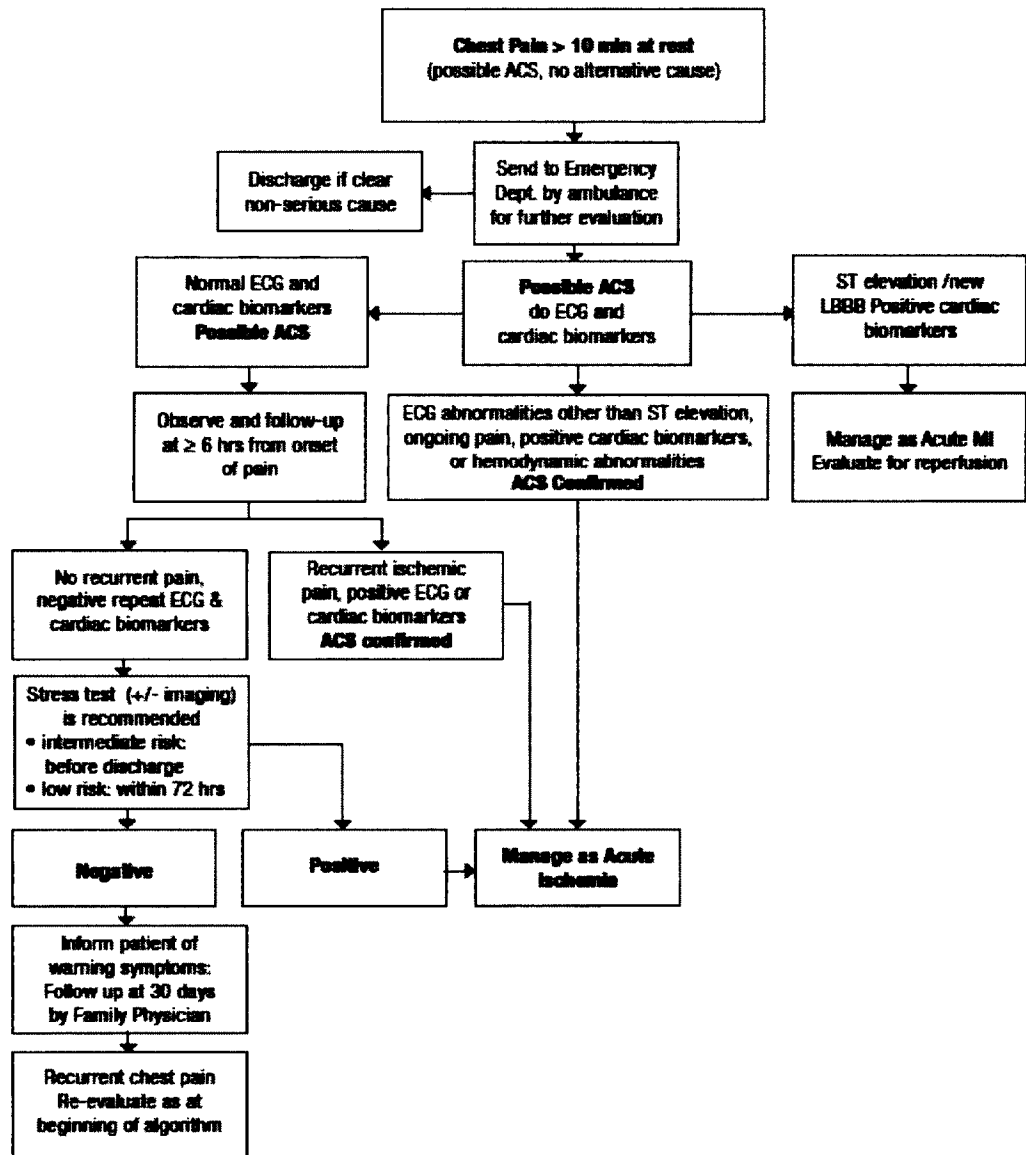 Chest Pain > 10 min at rest
(possible ACS, no alternative cause)
Discharge if clear
non-serious cause
Send to Emergency
Dept. by ambulance
for further evaluation
Normal ECG and
cardiac biomarkers
Possible ACS
Possible ACS
do ECG and
cardiac biomarkers
ST elevation /new
LBBB Positive cardiac
biomarkers
Observe and follow-up
at ≥ 6 hrs from onset
of pain
ECG abnormalities other than ST elevation,
ongoing pain, positive cardiac biomarkers,
or hemodynamic abnormalities
ACS Confirmed
Manage as Acute MI
Evaluate for reperfusion
No recurrent pain,
negative repeat ECG &
cardiac biomarkers
Recurrent ischemic
pain, positive ECG or
cardiac biomarkers
ACS confirmed
Stress test (+/- imaging)
is recommended
• intermediate risk:
before discharge
• low risk: within 72 hrs
Negative
Positive
Manage as Acute
Ischemia
Inform patient of
warning symptoms:
Follow up at 30 days
by Family Physician
Recurrent chest pain
Re-evaluate as at
beginning of algorithm